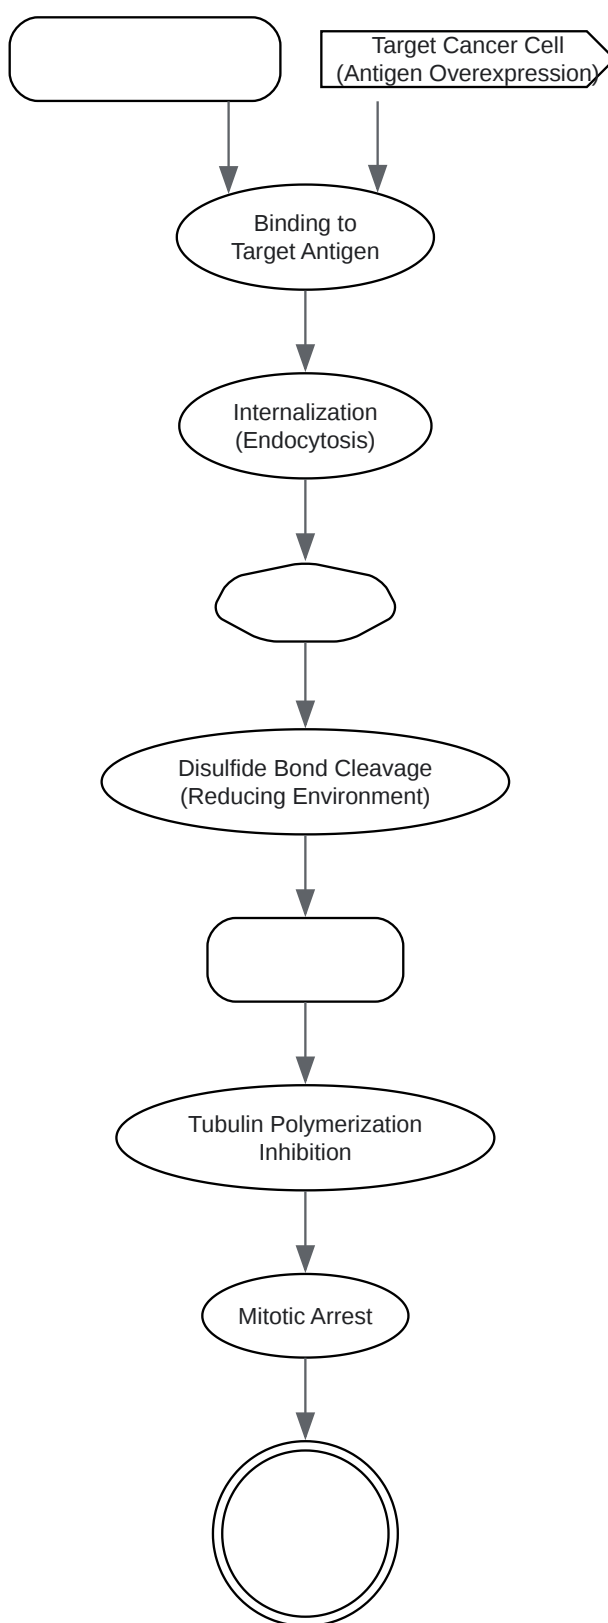 Target Cancer Cell
(Antigen Overexpression)
Binding to
Target Antigen
Internalization
(Endocytosis)
Disulfide Bond Cleavage
(Reducing Environment)
Tubulin Polymerization
Inhibition
Mitotic Arrest